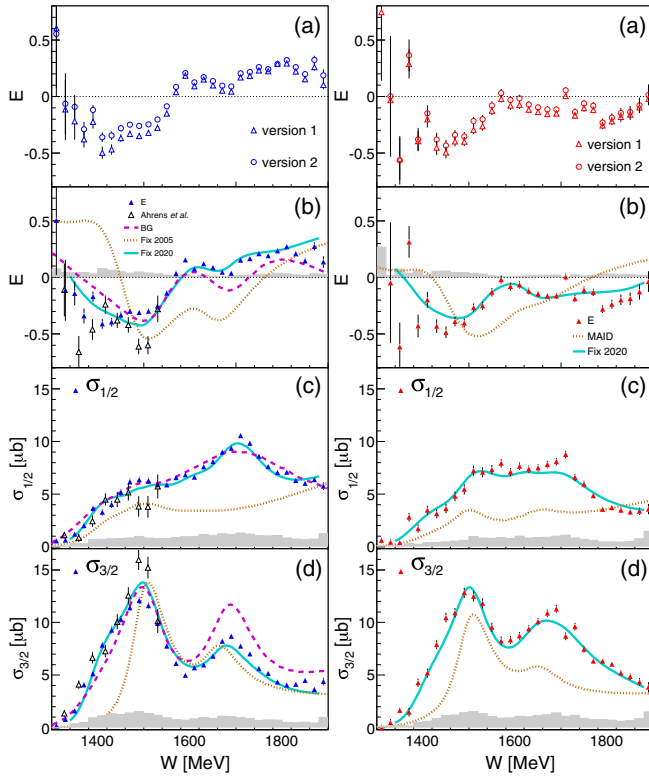 (a)
0.5
0
-0.5
E
version 1
version 2
(b)
0.5
0
-0.5
E
E
Ahrens et al.
BG
Fix 2005
Fix 2020
(c)
σ1/2
15
10
5
0
σ1/2 [μb]
(d)
σ3/2
15
10
5
0
σ3/2 [μb]
1400 1600 1800
W [MeV]
(a)
0.5
0
-0.5
E
version 1
version 2
(b)
0.5
0
-0.5
E
E
MAID
Fix 2020
(c)
σ1/2
15
10
5
0
σ1/2 [μb]
(d)
σ3/2
15
10
5
0
σ3/2 [μb]
1400 1600 1800
W [MeV]